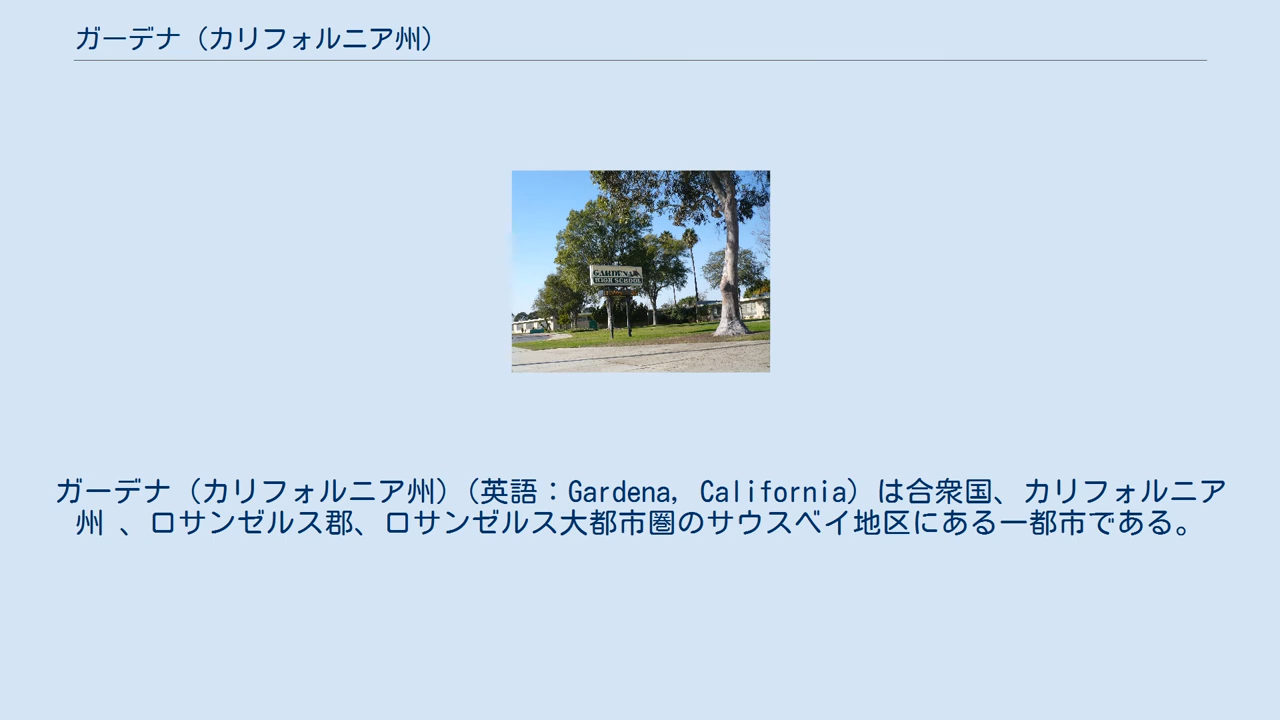 ガーデナ（カリフォルニア州）
GARDENA
HIGH SCHOOL
ガーデナ（カリフォルニア州）(英語：Gardena, California) は合衆国、カリフォルニア
州 、ロサンゼルス郡、ロサンゼルス大都市圏のサウスベイ地区にある一都市である。